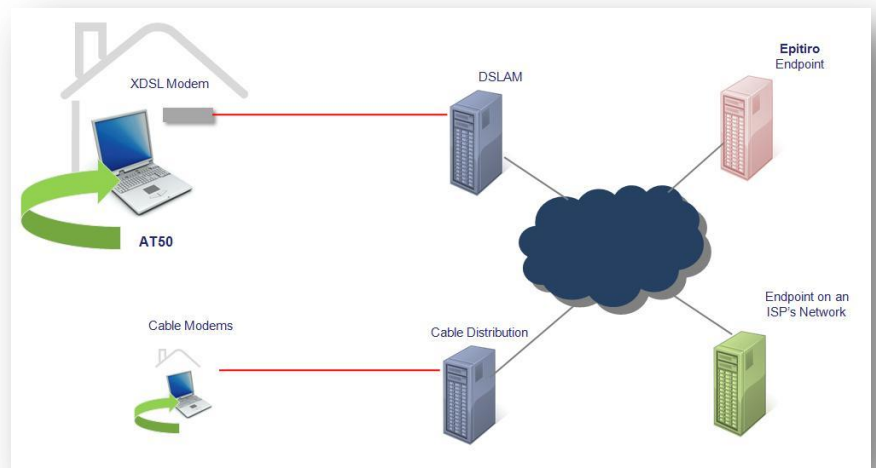 Epitiro
Endpoint
XDSL Modem
DSLAM
AT50
Endpoint on an
ISP's Network
Cable Modems
Cable Distribution